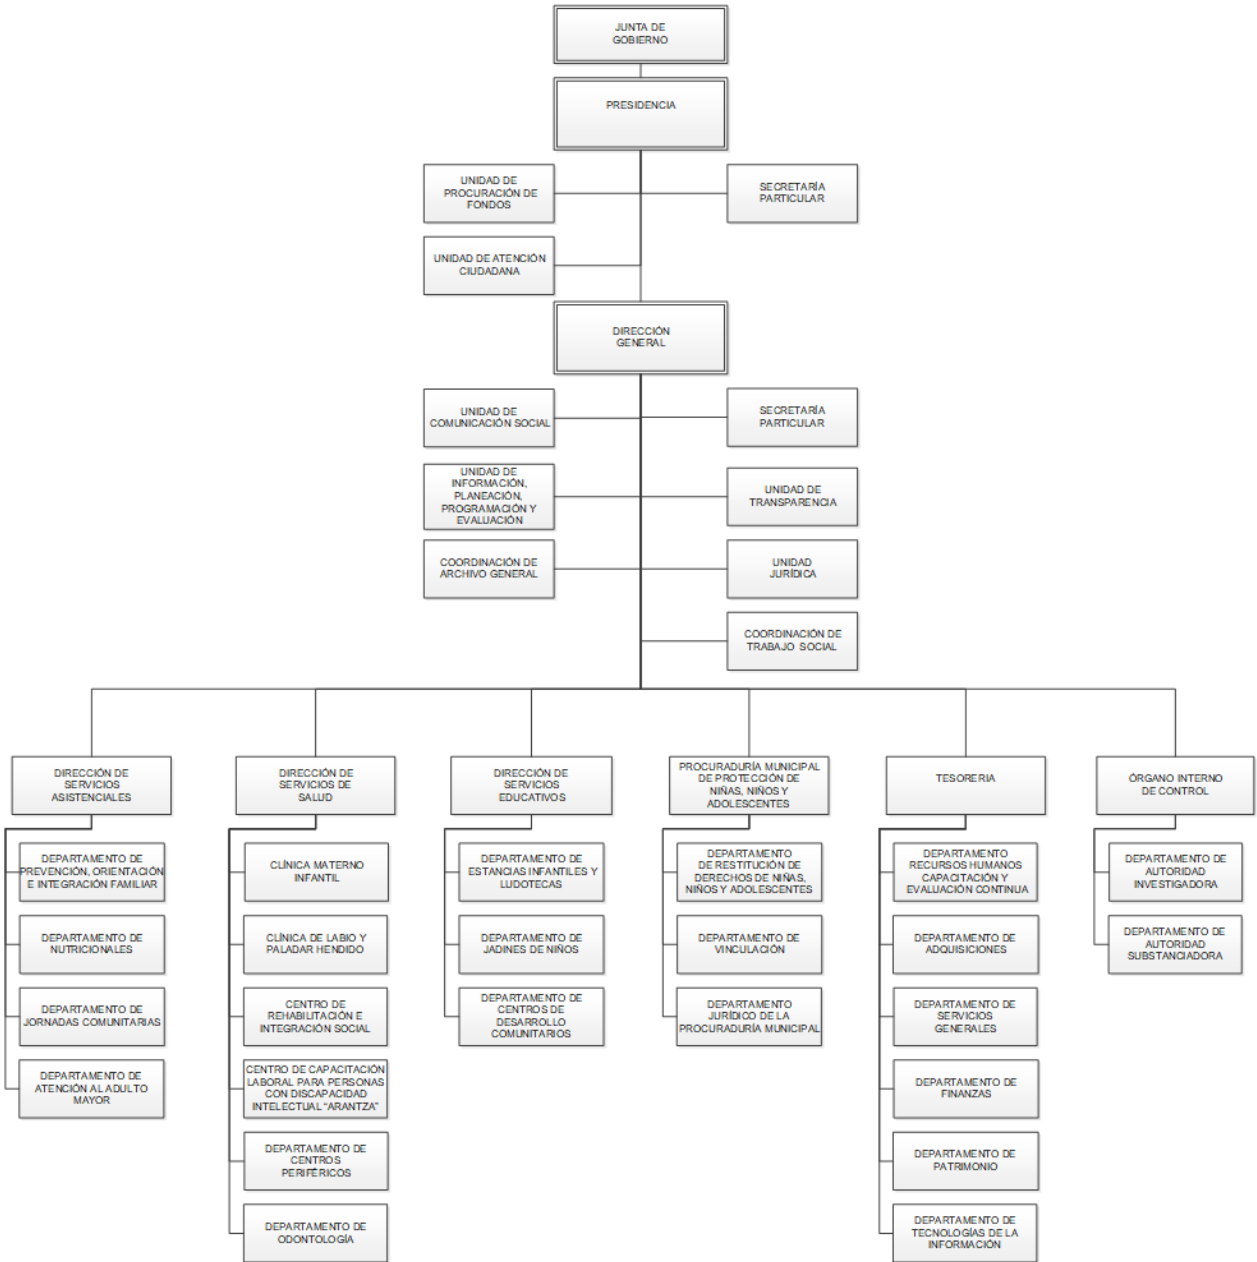 JUNTA DE
GOBIERNO
PRESIDENCIA
UNIDAD DE
PROCURACIÓN DE
FONDOS
SECRETARÍA
PARTICULAR
UNIDAD DE ATENCIÓN
CIUDADANA
DIRECCIÓN
GENERAL
UNIDAD DE
COMUNICACIÓN SOCIAL
SECRETARÍA
PARTICULAR
UNIDAD DE
INFORMACIÓN,
PLANEACIÓN,
PROGRAMACIÓN Y
EVALUACIÓN
UNIDAD DE
TRANSPARENCIA
COORDINACIÓN DE
ARCHIVO GENERAL
UNIDAD
JURÍDICA
COORDINACIÓN DE
TRABAJO SOCIAL
DIRECCIÓN DE
SERVICIOS
ASISTENCIALES
DEPARTAMENTO DE
PREVENCIÓN, ORIENTACIÓN
E INTEGRACIÓN FAMILIAR
DEPARTAMENTO DE
NUTRICIONALES
DEPARTAMENTO DE
JORNADAS COMUNITARIAS
DEPARTAMENTO DE
ATENCIÓN AL ADULTO
MAYOR
DIRECCIÓN DE
SERVICIOS DE
SALUD
CLÍNICA MATERNO
INFANTIL
CLÍNICA DE LABIO Y
PALADAR HENDIDO
CENTRO DE
REHABILITACIÓN E
INTEGRACIÓN SOCIAL
CENTRO DE CAPACITACIÓN
LABORAL PARA PERSONAS
CON DISCAPACIDAD
INTELECTUAL "ARANTZA"
DEPARTAMENTO DE
CENTROS
PERIFÉRICOS
DEPARTAMENTO DE
ODONTOLOGÍA
DIRECCIÓN DE
SERVICIOS
EDUCATIVOS
DEPARTAMENTO DE
ESTANCIAS INFANTILES Y
LUDOTECAS
DEPARTAMENTO DE
JADINES DE NIÑOS
DEPARTAMENTO DE
CENTROS DE
DESARROLLO
COMUNITARIOS
PROCURADURÍA MUNICIPAL
DE PROTECCIÓN DE
NIÑAS, NIÑOS Y
ADOLESCENTES
DEPARTAMENTO
DE RESTITUCIÓN DE
DERECHOS DE NIÑAS,
NIÑOS Y ADOLESCENTES
DEPARTAMENTO DE
VINCULACIÓN
DEPARTAMENTO
JURÍDICO DE LA
PROCURADURÍA MUNICIPAL
TESORERIA
DEPARTAMENTO
RECURSOS HUMANOS
CAPACITACIÓN Y
EVALUACIÓN CONTINUA
DEPARTAMENTO DE
ADQUISICIONES
DEPARTAMENTO DE
SERVICIOS
GENERALES
DEPARTAMENTO DE
FINANZAS
DEPARTAMENTO DE
PATRIMONIO
DEPARTAMENTO DE
TECNOLOGÍAS DE LA
INFORMACIÓN
ÓRGANO INTERNO
DE CONTROL
DEPARTAMENTO DE
AUTORIDAD
INVESTIGADORA
DEPARTAMENTO DE
AUTORIDAD
SUBSTANCIADORA